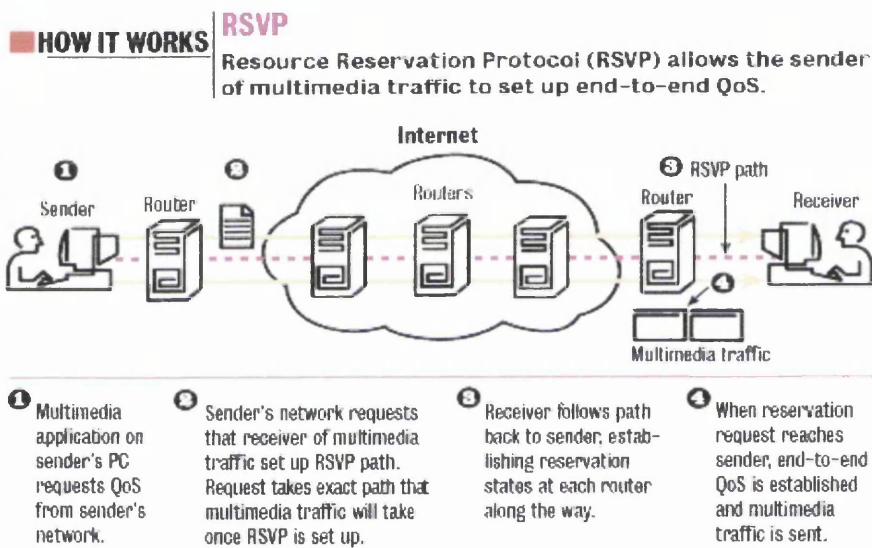 HOW IT WORKS
RSVP
Resource Reservation Protocol (RSVP) allows the sender
of multimedia traffic to set up end-to-end QoS.
Internet
1
2
3 RSVP path
Sender
Router
Routers
Router
Receiver
4
Multimedia traffic
1 Multimedia
application on
sender's PC
requests QoS
from sender's
network.
2 Sender's network requests
that receiver of multimedia
traffic set up RSVP path.
Request takes exact path that
multimedia traffic will take
once RSVP is set up.
3 Receiver follows path
back to sender, estab-
lishing reservation
states at each router
along the way.
4 When reservation
request reaches
sender, end-to-end
QoS is established
and multimedia
traffic is sent.